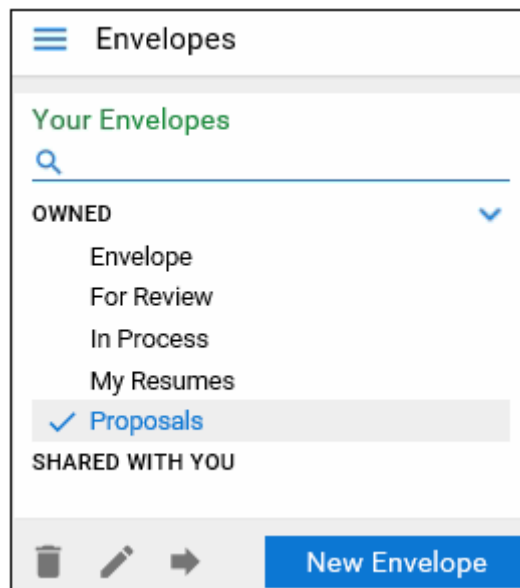 Envelopes
Your Envelopes
OWNED
Envelope
For Review
In Process
My Resumes
Proposals
SHARED WITH YOU
New Envelope